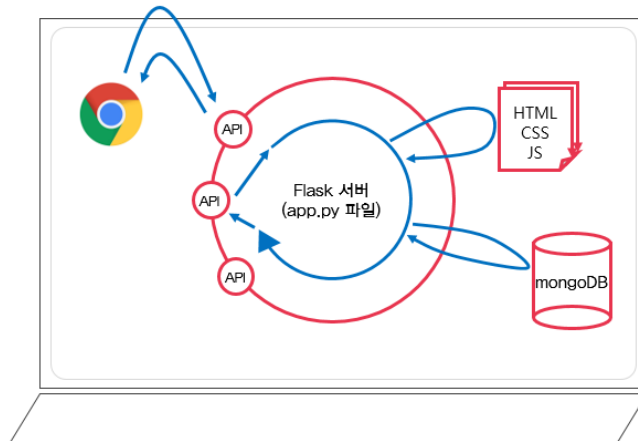 API
HTML
CSS
JS
API
Flask 서버
(app.py 파일)
API
mongoDB